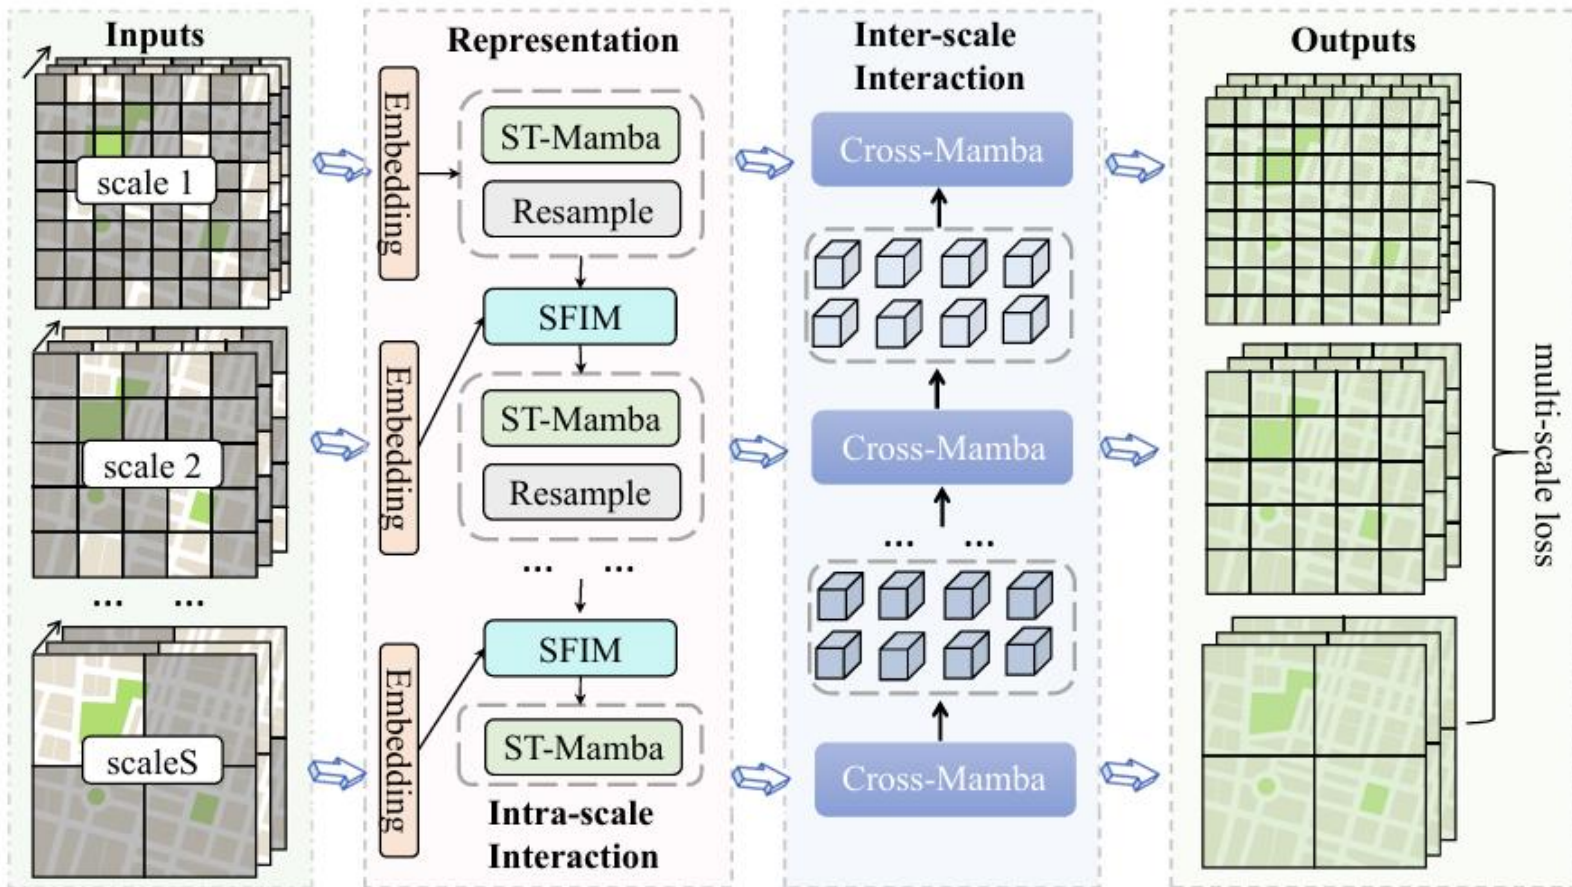 Inputs
scale 1
scale 2
... ...
scaleS
Representation
Embedding
ST-Mamba
Resample
SFIM
Embedding
ST-Mamba
Resample
... ...
SFIM
Embedding
ST-Mamba
Intra-scale
Interaction
Inter-scale
Interaction
Cross-Mamba
Cross-Mamba
... ...
Cross-Mamba
Outputs
multi-scale loss